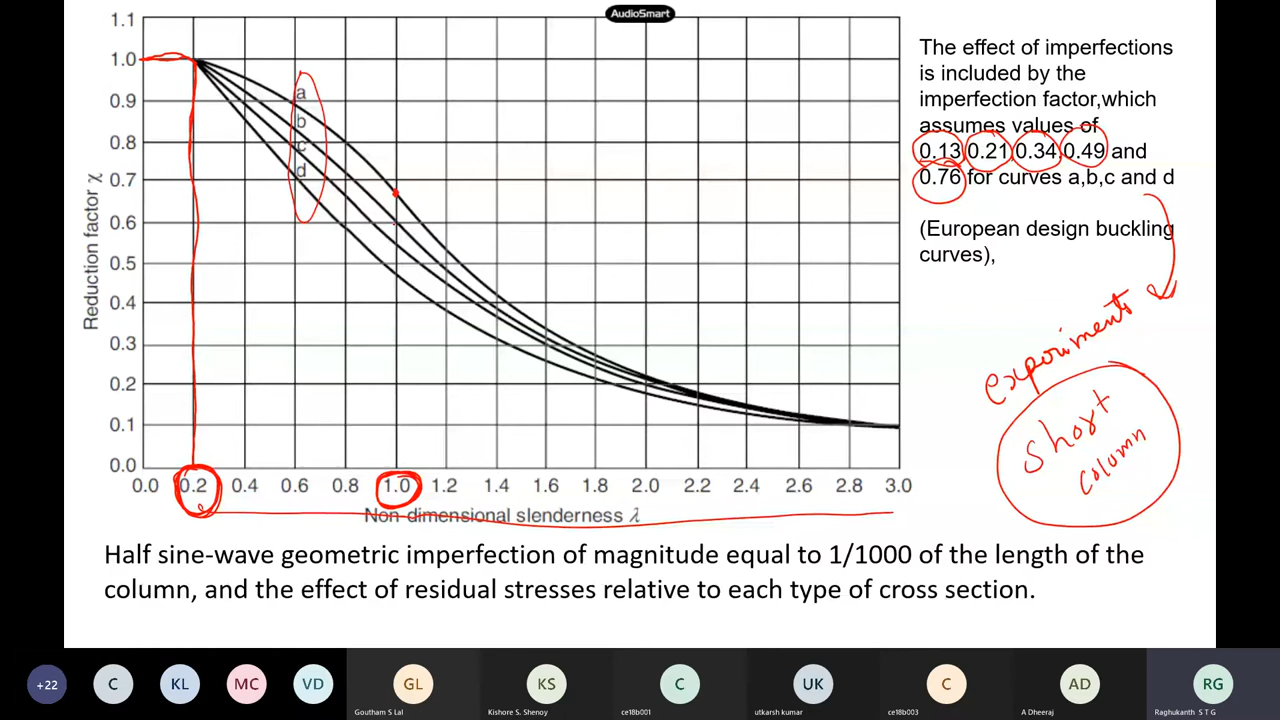 AudioSmart
1.1
1.0
0.9
0.8
0.7
0.6
0.5
0.4
0.3
0.2
0.1
0.0
Reduction factor χ
a
b
c
d
0.0 0.2 0.4 0.6 0.8 1.0 1.2 1.4 1.6 1.8 2.0 2.2 2.4 2.6 2.8 3.0
Non-dimensional slenderness λ
The effect of imperfections
is included by the
imperfection factor,which
assumes values of
0.13,0.21,0.34,0.49 and
0.76 for curves a,b,c and d
(European design buckling
curves),
experiments
short
column
Half sine-wave geometric imperfection of magnitude equal to 1/1000 of the length of the
column, and the effect of residual stresses relative to each type of cross section.
+22 C KL MC VD GL KS C UK C AD RG
Goutham S Lal Kishore S. Shenoy ce18b001 utkarsh kumar ce18b003 A Dheeraj Raghukanth S T G